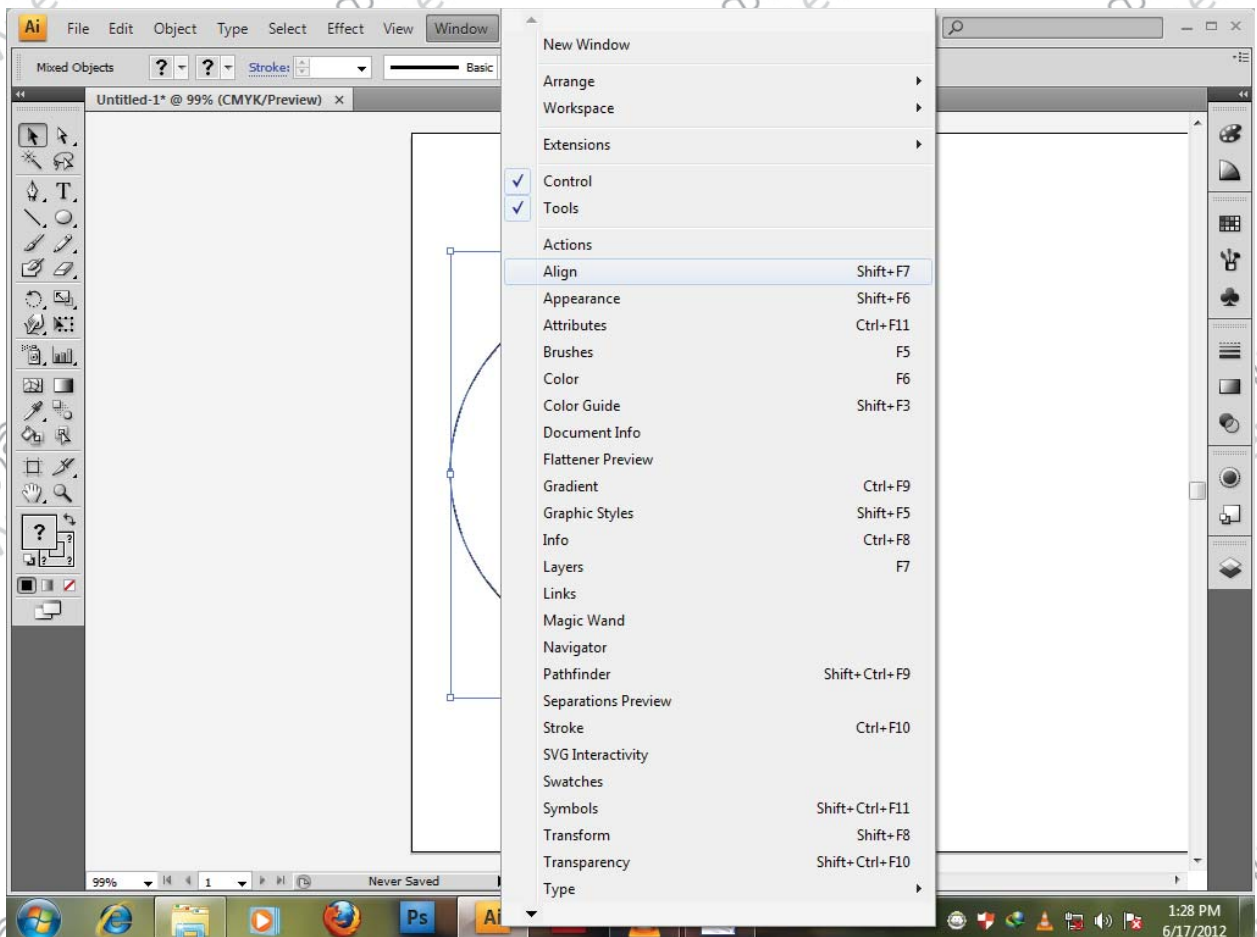 Ai File Edit Object Type Select Effect View Window
Mixed Objects ? ? Stroke: Basic
Untitled-1* @ 99% (CMYK/Preview) ×
New Window
Arrange
Workspace
Extensions
Control
Tools
Actions
Align Shift+F7
Appearance Shift+F6
Attributes Ctrl+F11
Brushes F5
Color F6
Color Guide Shift+F3
Document Info
Flattener Preview
Gradient Ctrl+F9
Graphic Styles Shift+F5
Info Ctrl+F8
Layers F7
Links
Magic Wand
Navigator
Pathfinder Shift+Ctrl+F9
Separations Preview
Stroke Ctrl+F10
SVG Interactivity
Swatches
Symbols Shift+Ctrl+F11
Transform Shift+F8
Transparency Shift+Ctrl+F10
Type
T
?
?
?
99% 1 Never Saved
Ps Ai
1:28 PM
6/17/2012